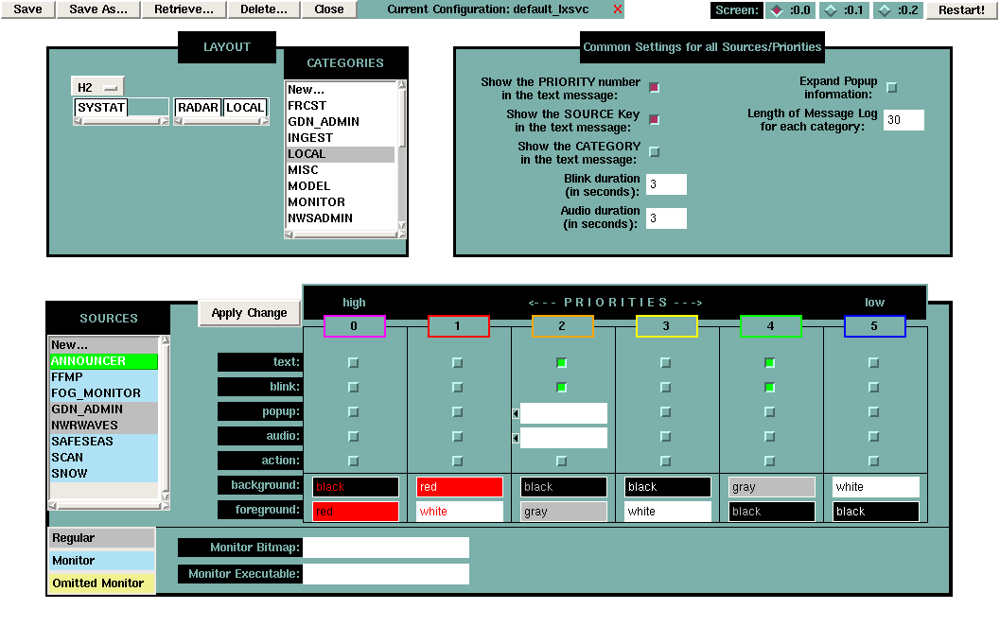 Save Save As... Retrieve... Delete... Close Current Configuration: default_lxsvc Screen: :0.0 :0.1 :0.2 Restart!
LAYOUT
H2
SYSTAT RADAR LOCAL
CATEGORIES
New...
FRCST
GDN_ADMIN
INGEST
LOCAL
MISC
MODEL
MONITOR
NWSADMIN
Common Settings for all Sources/Priorities
Show the PRIORITY number
in the text message:
Show the SOURCE Key
in the text message:
Show the CATEGORY
in the text message:
Blink duration
(in seconds): 3
Audio duration
(in seconds): 3
Expand Popup
information:
Length of Message Log
for each category: 30
SOURCES
New...
ANNOUNCER
FFMP
FOG_MONITOR
GDN_ADMIN
NWRWAVES
SAFESEAS
SCAN
SNOW
Regular
Monitor
Omitted Monitor
Apply Change
high <--- PRIORITIES ---> low
0 1 2 3 4 5
text:
blink:
popup:
audio:
action:
background: black red black black gray white
foreground: red white gray white black black
Monitor Bitmap:
Monitor Executable: